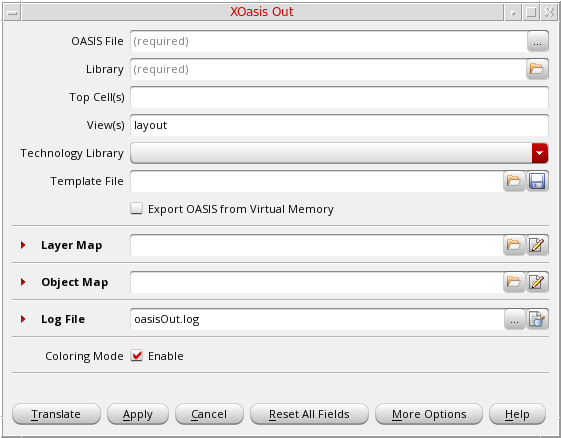 XOasis Out
OASIS File (required) ...
Library (required)
Top Cell(s)
View(s) layout
Technology Library
Template File
Export OASIS from Virtual Memory
Layer Map
Object Map
Log File oasisOut.log ...
Coloring Mode Enable
Translate Apply Cancel Reset All Fields More Options Help